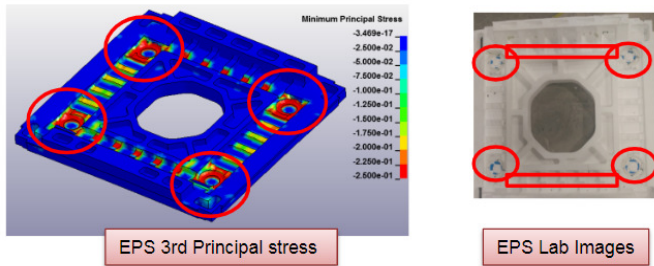 Minimum Principal Stress
-3.469e-17
-2.500e-02
-5.000e-02
-7.500e-02
-1.000e-01
-1.250e-01
-1.500e-01
-1.750e-01
-2.000e-01
-2.250e-01
-2.500e-01
EPS 3rd Principal stress
EPS Lab Images